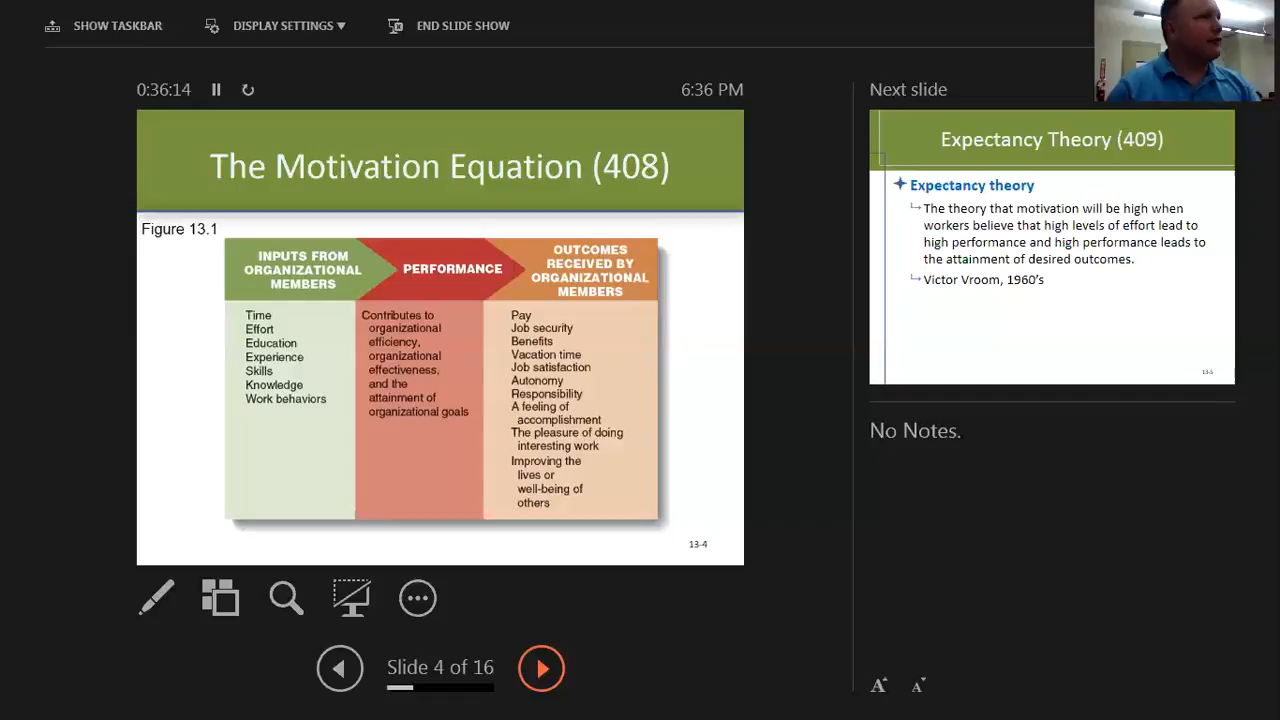 SHOW TASKBAR
DISPLAY SETTINGS ▼
END SLIDE SHOW
0:36:14
6:36 PM
The Motivation Equation (408)
Figure 13.1
INPUTS FROM
ORGANIZATIONAL
MEMBERS
PERFORMANCE
OUTCOMES
RECEIVED BY
ORGANIZATIONAL
MEMBERS
Time
Effort
Education
Experience
Skills
Knowledge
Work behaviors
Contributes to
organizational
efficiency,
organizational
effectiveness,
and the
attainment of
organizational goals
Pay
Job security
Benefits
Vacation time
Job satisfaction
Autonomy
Responsibility
A feeling of
accomplishment
The pleasure of doing
interesting work
Improving the
lives or
well-being of
others
13-4
Slide 4 of 16
Next slide
Expectancy Theory (409)
Expectancy theory
The theory that motivation will be high when
workers believe that high levels of effort lead to
high performance and high performance leads to
the attainment of desired outcomes.
Victor Vroom, 1960's
13-5
No Notes.
A A